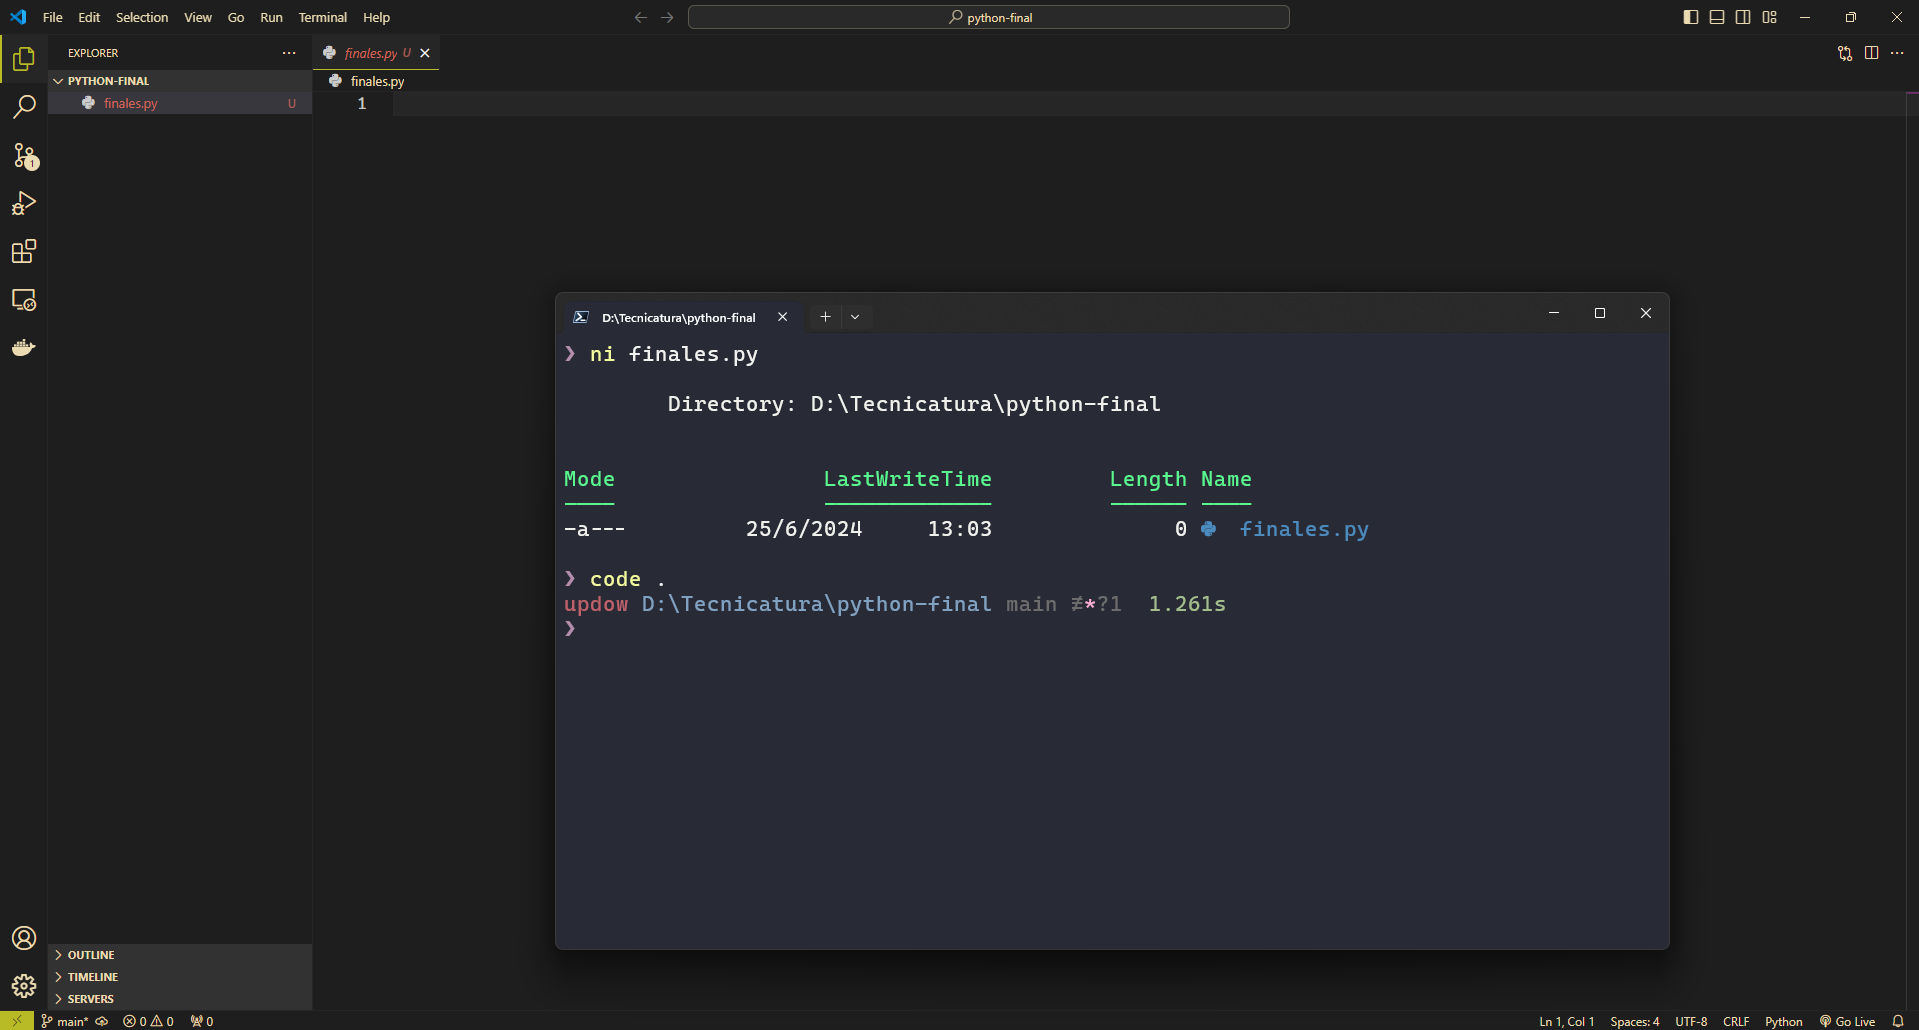 File Edit Selection View Go Run Terminal Help
python-final
EXPLORER
PYTHON-FINAL
finales.py U
finales.py U
finales.py
1
1
D:\Tecnicatura\python-final
❯ ni finales.py
Directory: D:\Tecnicatura\python-final
Mode LastWriteTime Length Name
---- ------------- ------ ----
-a--- 25/6/2024 13:03 0 finales.py
❯ code .
updow D:\Tecnicatura\python-final main ≢*?1 1.261s
❯
OUTLINE
TIMELINE
SERVERS
main* 0 0 0 Ln 1, Col 1 Spaces: 4 UTF-8 CRLF Python Go Live